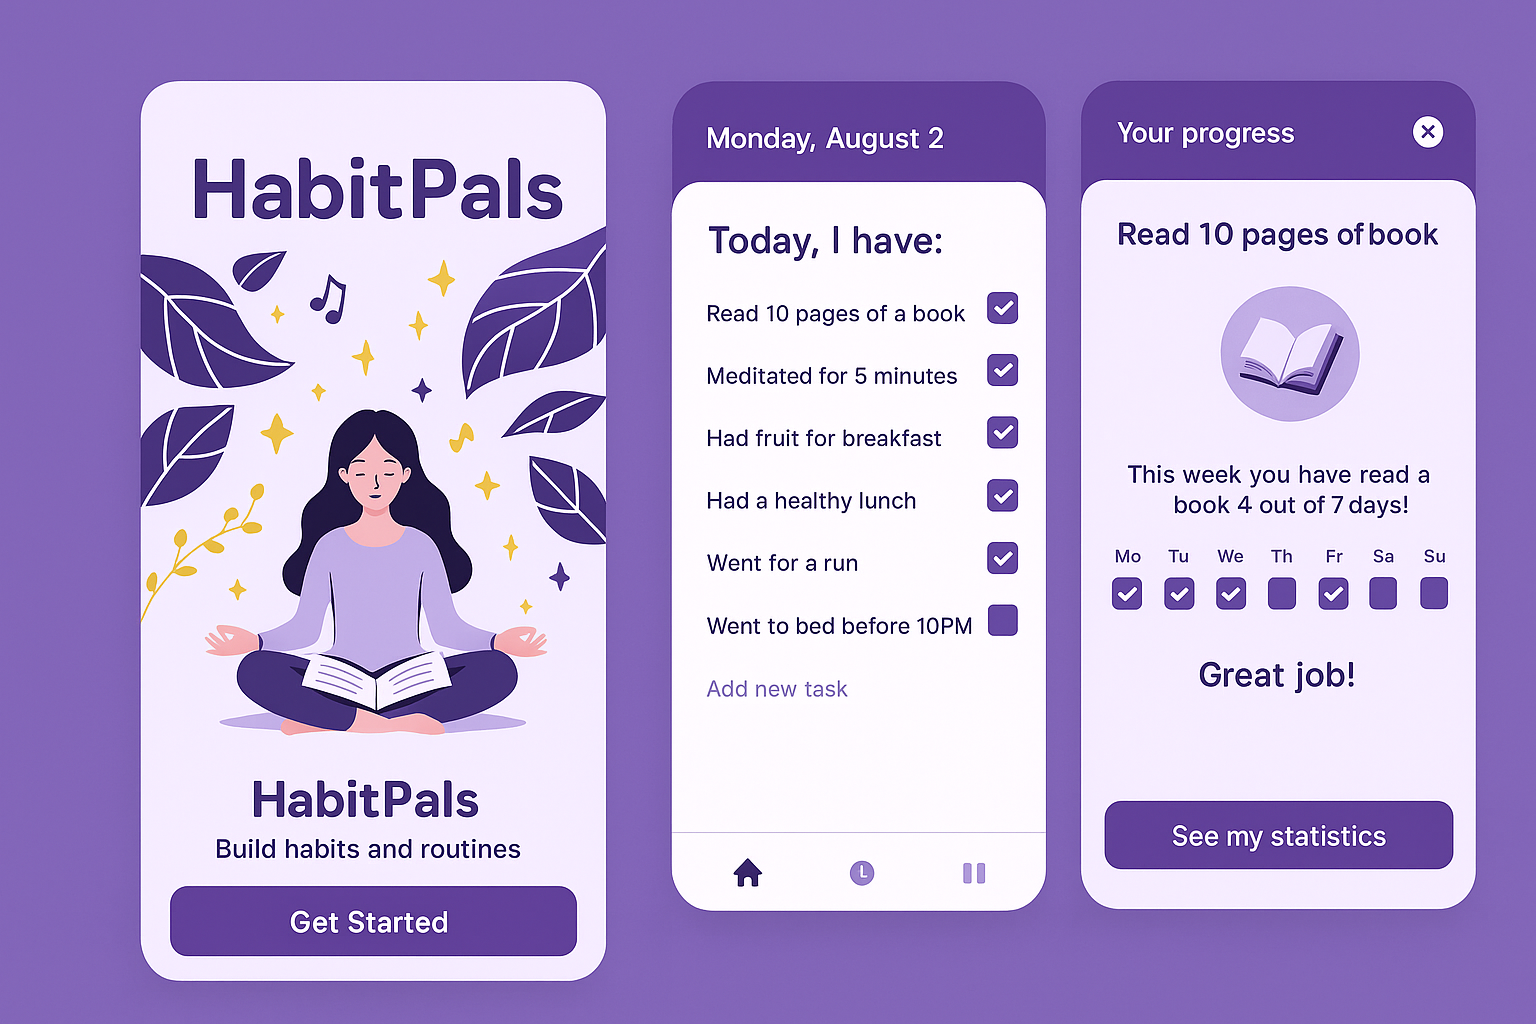 HabitPals
HabitPals
Build habits and routines
Get Started
Monday, August 2
Today, I have:
Read 10 pages of a book
Meditated for 5 minutes
Had fruit for breakfast
Had a healthy lunch
Went for a run
Went to bed before 10PM
Add new task
Your progress
Read 10 pages of book
This week you have read a
book 4 out of 7 days!
Mo Tu We Th Fr Sa Su
Great job!
See my statistics